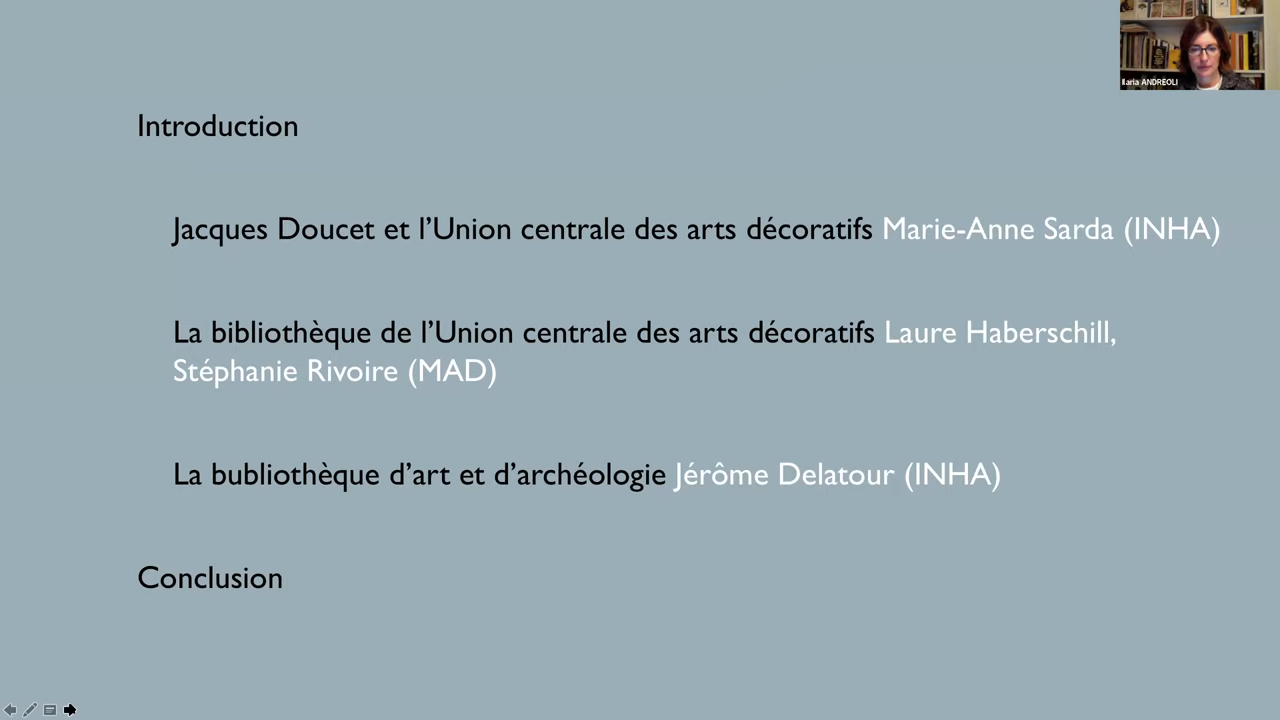 Ilaria ANDREOLI
Introduction
Jacques Doucet et l’Union centrale des arts décoratifs Marie-Anne Sarda (INHA)
La bibliothèque de l’Union centrale des arts décoratifs Laure Haberschill,
Stéphanie Rivoire (MAD)
La bubliothèque d’art et d’archéologie Jérôme Delatour (INHA)
Conclusion